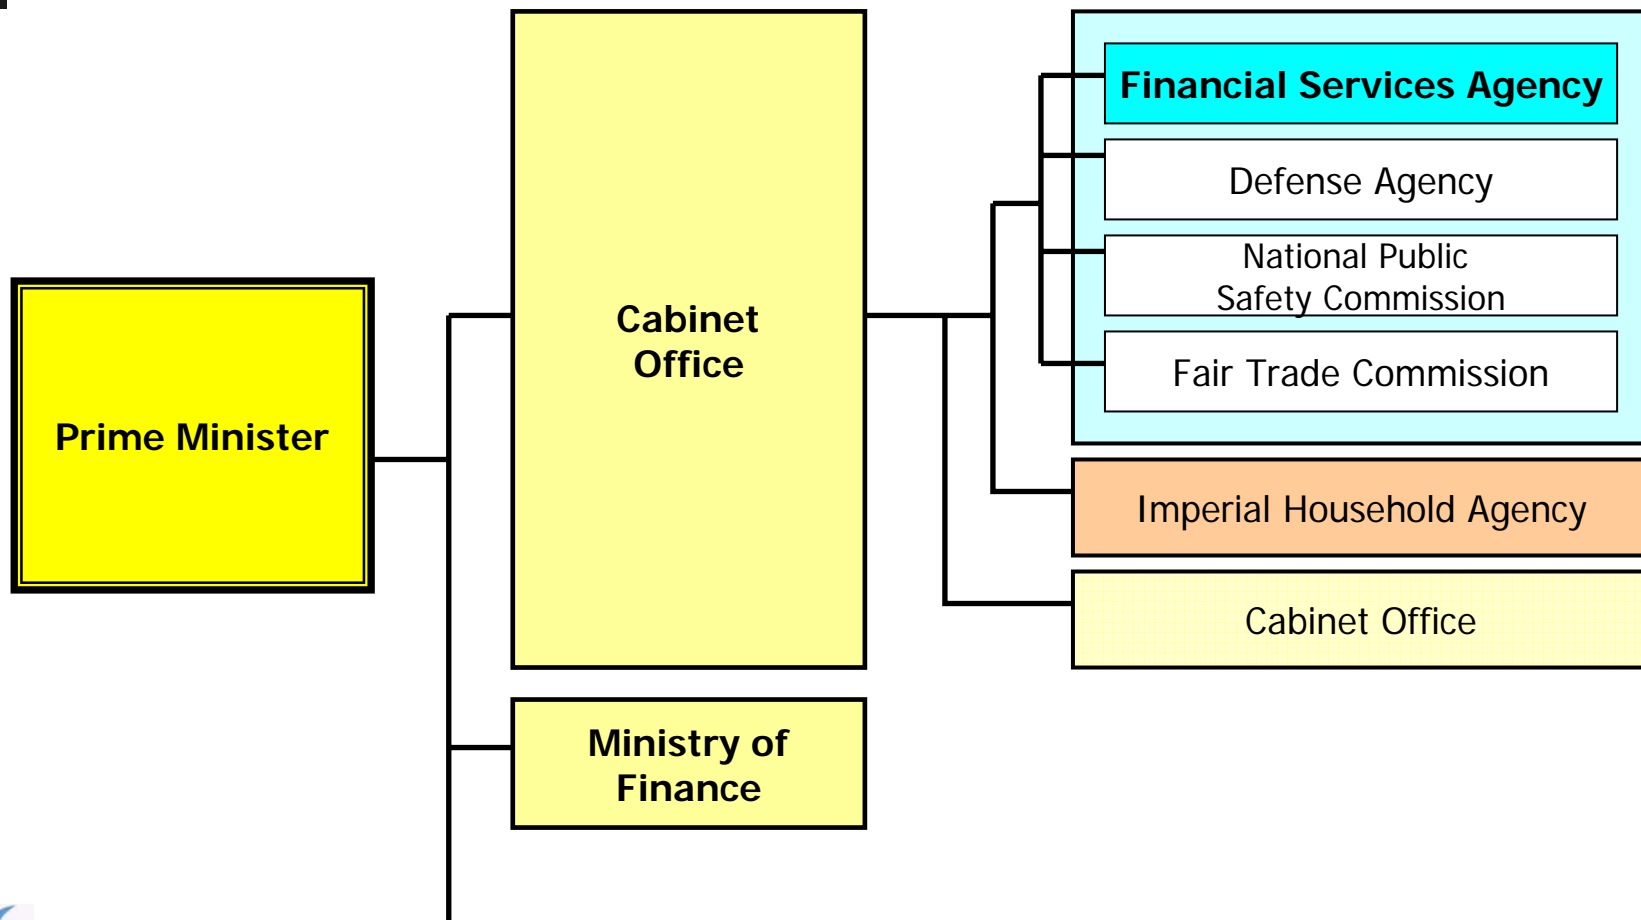 Prime Minister
Cabinet
Office
Ministry of
Finance
Financial Services Agency
Defense Agency
National Public
Safety Commission
Fair Trade Commission
Imperial Household Agency
Cabinet Office